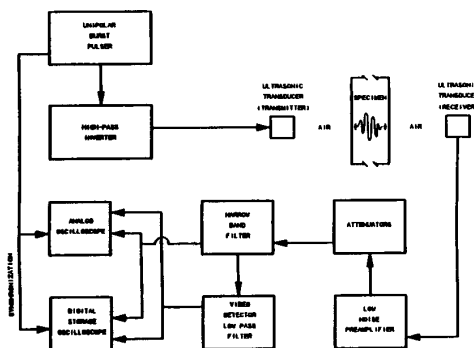 UNIPOLAR
BURST
PULSER
ULTRASONIC
TRANSDUCER
(TRANSMITTER)
SPECIMEN
ULTRASONIC
TRANSDUCER
(RECEIVER)
HIGH-PASS
INVERTER
AIR
AIR
ANALOG
OSCILLOSCOPE
NARROW
BAND
FILTER
ATTENUATORS
SYNCHRONIZATION
DIGITAL
STORAGE
OSCILLOSCOPE
VIDEO
DETECTOR
LOW PASS
FILTER
LOW
NOISE
PREAMPLIFIER